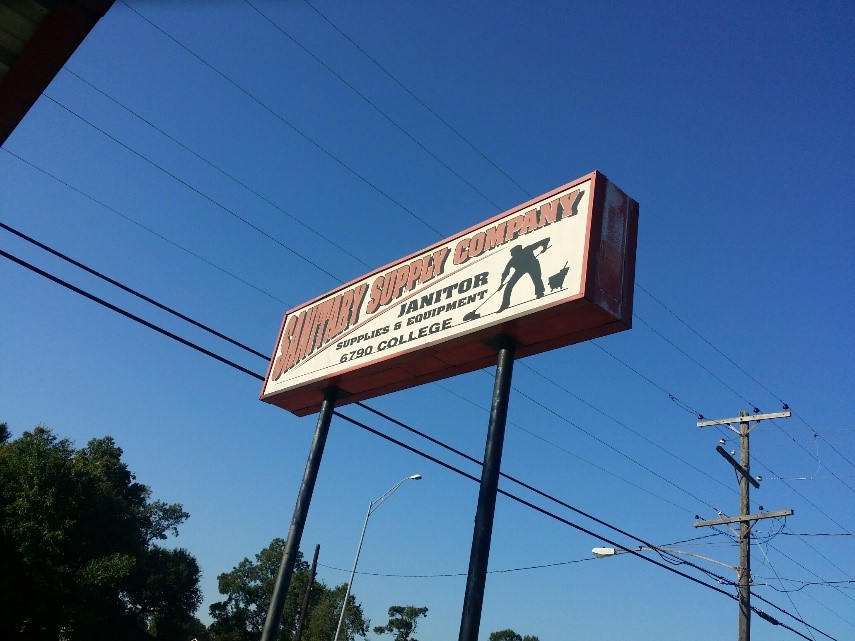 SANITARY SUPPLY COMPANY
JANITOR
SUPPLIES & EQUIPMENT
6790 COLLEGE